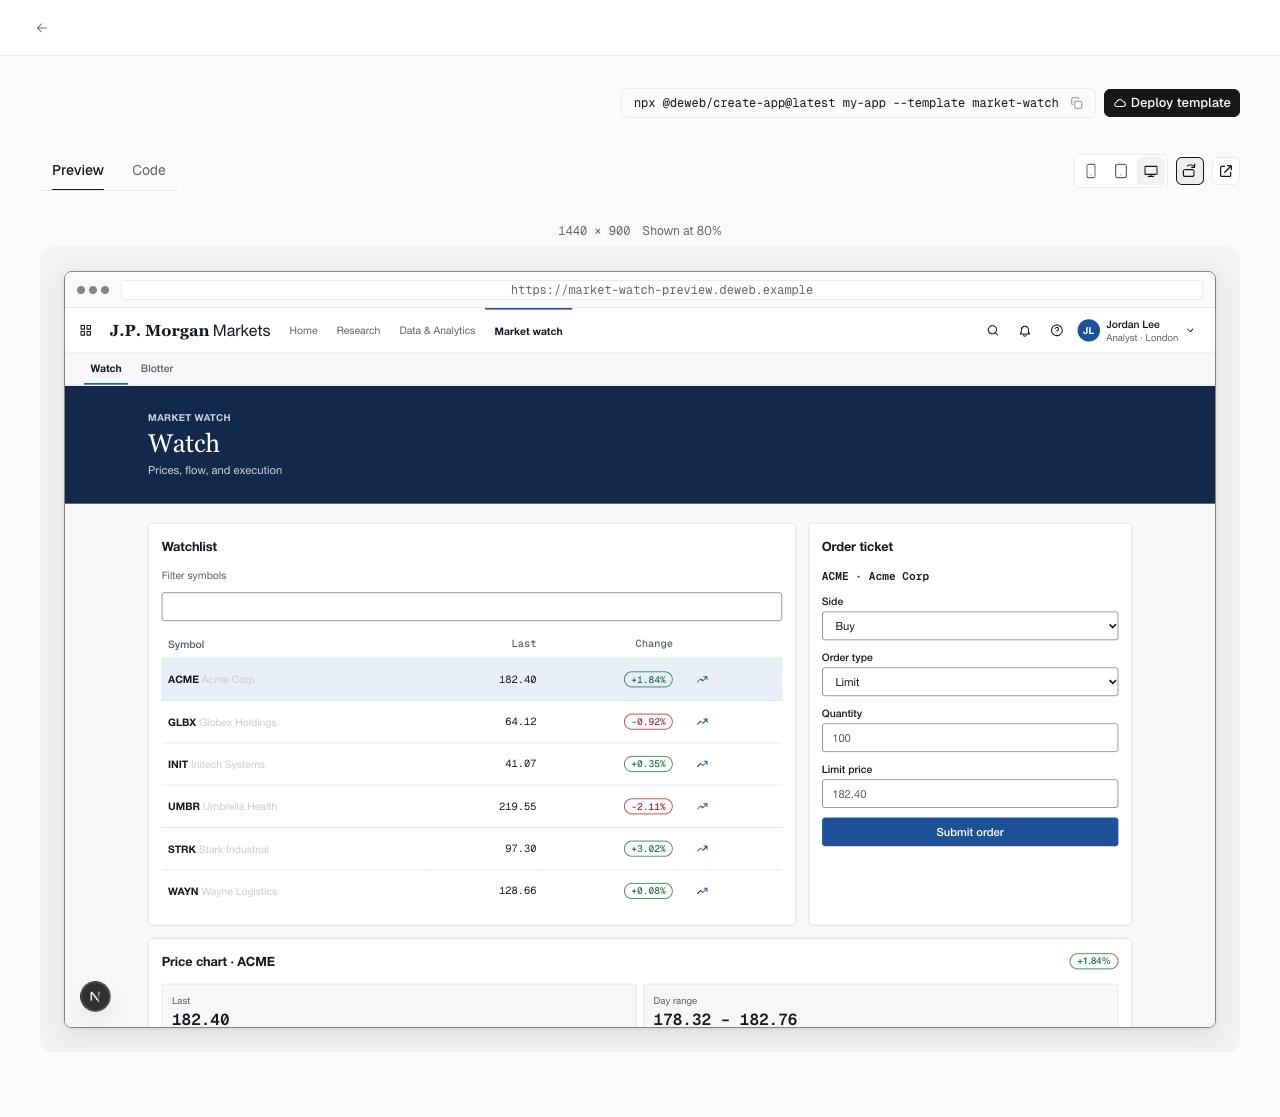 npx @deweb/create-app@latest my-app --template market-watch
Deploy template
Preview Code
1440 × 900 Shown at 80%
https://market-watch-preview.deweb.example
J.P. Morgan Markets Home Research Data & Analytics Market watch
JL Jordan Lee
Analyst · London
Watch Blotter
MARKET WATCH
Watch
Prices, flow, and execution
Watchlist
Filter symbols
Symbol Last Change
ACME Acme Corp 182.40 +1.84%
GLBX Globex Holdings 64.12 -0.92%
INIT Initech Systems 41.07 +0.35%
UMBR Umbrella Health 219.55 -2.11%
STRK Stark Industrial 97.30 +3.02%
WAYN Wayne Logistics 128.66 +0.08%
Order ticket
ACME · Acme Corp
Side
Buy
Order type
Limit
Quantity
100
Limit price
182.40
Submit order
Price chart · ACME +1.84%
Last
182.40
Day range
178.32 – 182.76
N